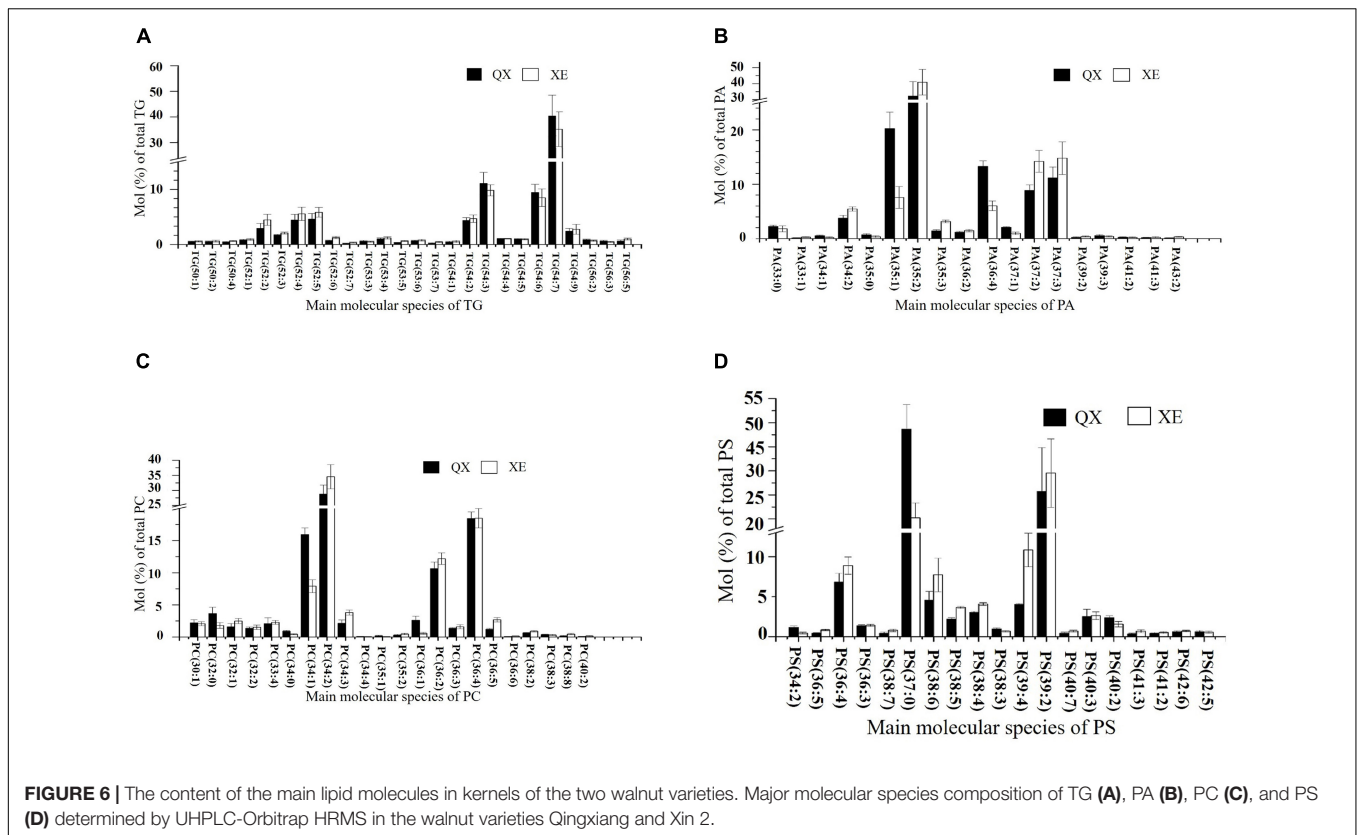 A
60
50
40
30
10
0
Mol (%) of total TG
QX XE
TG(50:1) TG(50:2) TG(50:4) TG(52:1) TG(52:2) TG(52:3) TG(52:4) TG(52:5) TG(52:6) TG(52:7) TG(53:3) TG(53:4) TG(53:5) TG(53:6) TG(53:7) TG(54:1) TG(54:2) TG(54:3) TG(54:4) TG(54:5) TG(54:6) TG(54:7) TG(54:9) TG(56:2) TG(56:3) TG(56:5)
Main molecular species of TG
B
50
40
30
20
10
0
Mol (%) of total PA
QX XE
PA(33:0) PA(33:1) PA(34:1) PA(34:2) PA(35:0) PA(35:1) PA(35:2) PA(35:3) PA(36:2) PA(36:4) PA(37:1) PA(37:2) PA(37:3) PA(39:2) PA(39:3) PA(41:2) PA(41:3) PA(43:2)
Main molecular species of PA
C
40
35
30
25
15
10
5
0
Mol (%) of total PC
QX XE
PC(30:1) PC(32:0) PC(32:1) PC(32:2) PC(33:4) PC(34:0) PC(34:1) PC(34:2) PC(34:3) PC(34:4) PC(35:1) PC(35:2) PC(36:1) PC(36:2) PC(36:3) PC(36:4) PC(36:5) PC(36:6) PC(38:2) PC(38:3) PC(38:8) PC(40:2)
Main molecular species of PC
D
55
50
45
40
35
30
25
20
10
5
0
Mol (%) of total PS
QX XE
PS(34:2) PS(36:5) PS(36:4) PS(36:3) PS(38:7) PS(37:0) PS(38:6) PS(38:5) PS(38:4) PS(38:3) PS(39:4) PS(39:2) PS(40:7) PS(40:3) PS(40:2) PS(41:3) PS(41:2) PS(42:6) PS(42:5)
Main molecular species of PS
FIGURE 6 | The content of the main lipid molecules in kernels of the two walnut varieties. Major molecular species composition of TG (A), PA (B), PC (C), and PS
(D) determined by UHPLC-Orbitrap HRMS in the walnut varieties Qingxiang and Xin 2.